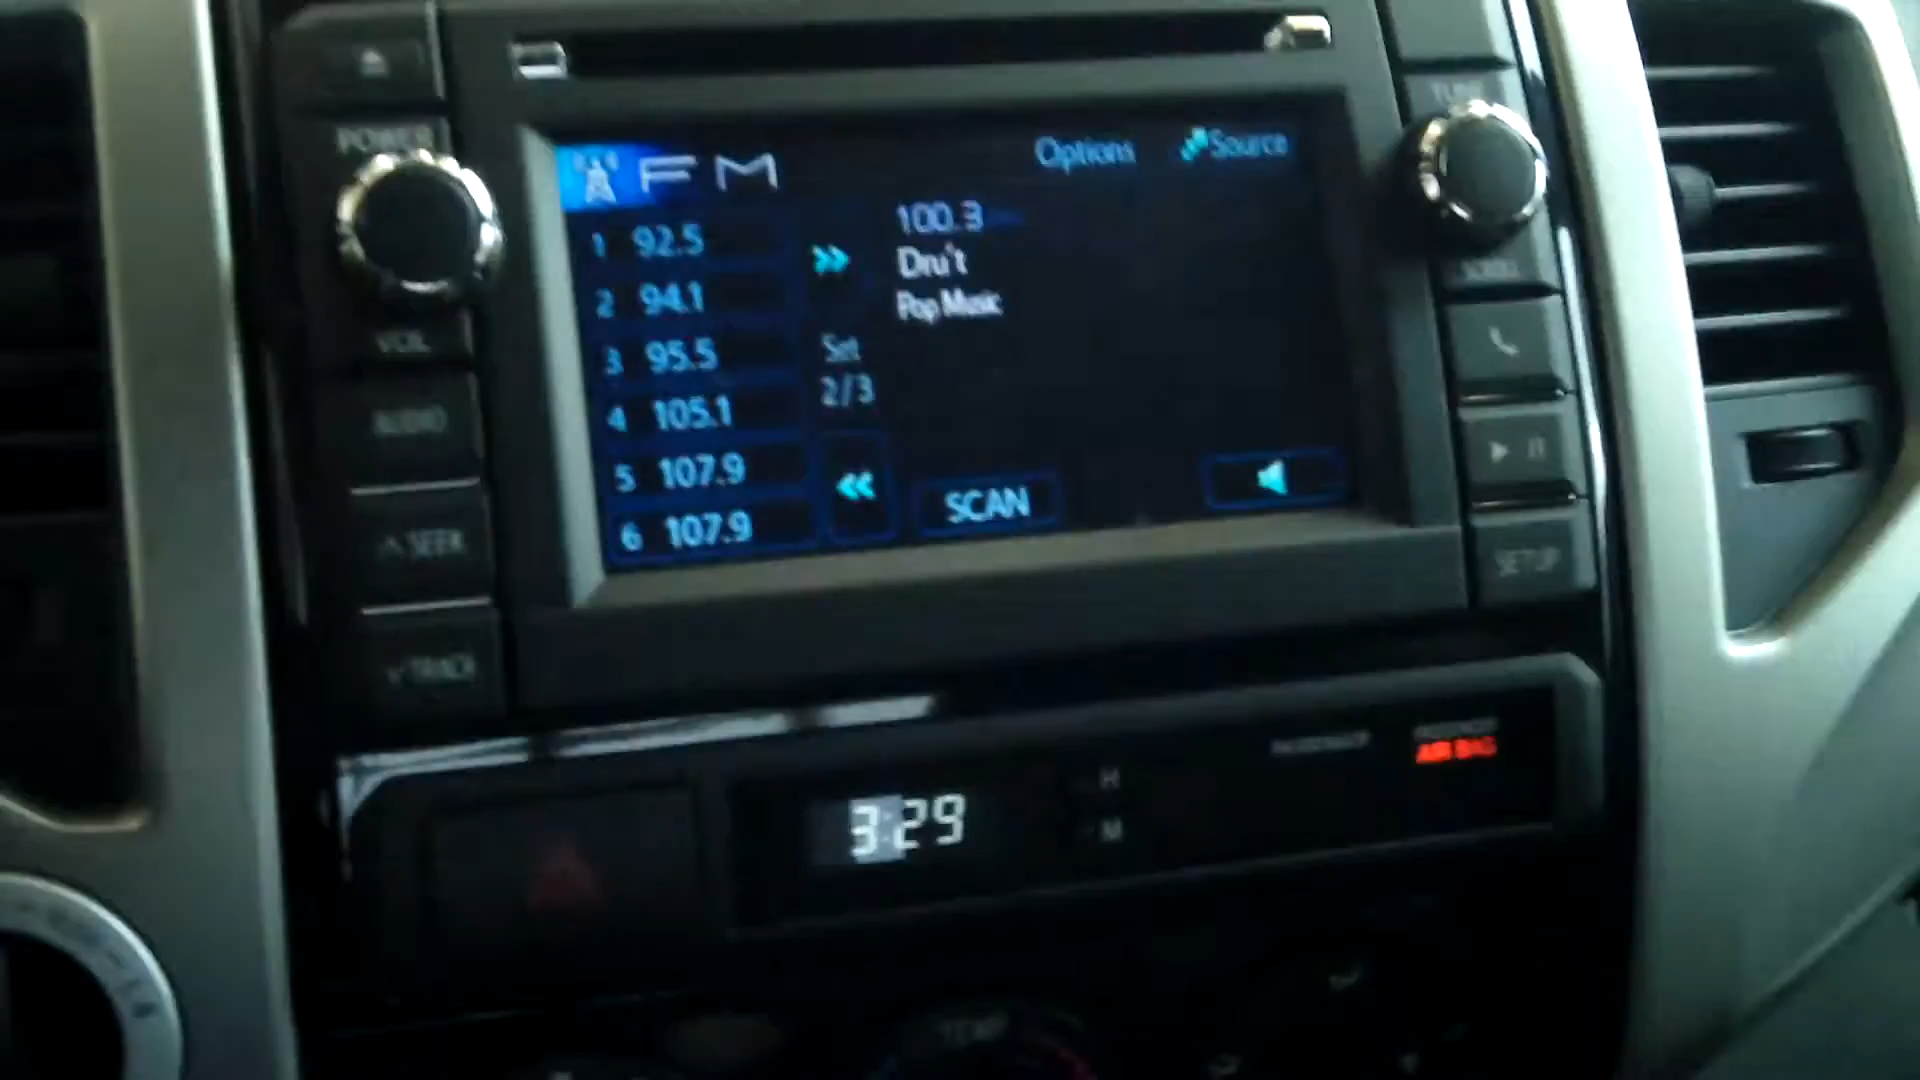 POWER
VOL
AUDIO
∧ SEEK
∨ TRACK
FM
Options
Source
1 92.5
2 94.1
3 95.5
4 105.1
5 107.9
6 107.9
Set
2/3
100.3
Dru't
Pop Music
SCAN
TUNE
SETUP
3:29
H
M
PASSENGER
AIR BAG
TEMP